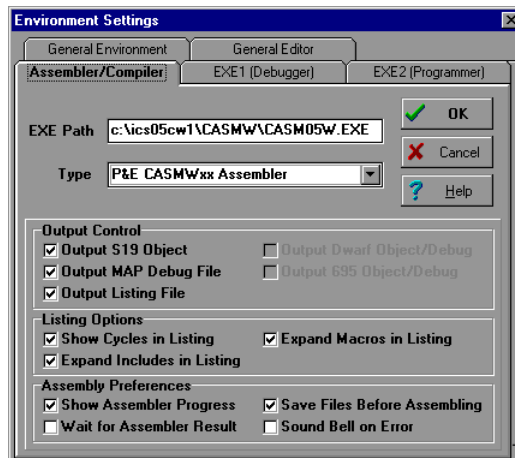 Environment Settings
General Environment General Editor
Assembler/Compiler EXE1 (Debugger) EXE2 (Programmer)
EXE Path c:\ics05cw1\CASMW\CASM05W.EXE OK
Cancel
Type P&E CASMWxx Assembler
Help
Output Control
Output S19 Object Output Dwarf Object/Debug
Output MAP Debug File Output 695 Object/Debug
Output Listing File
Listing Options
Show Cycles in Listing Expand Macros in Listing
Expand Includes in Listing
Assembly Preferences
Show Assembler Progress Save Files Before Assembling
Wait for Assembler Result Sound Bell on Error